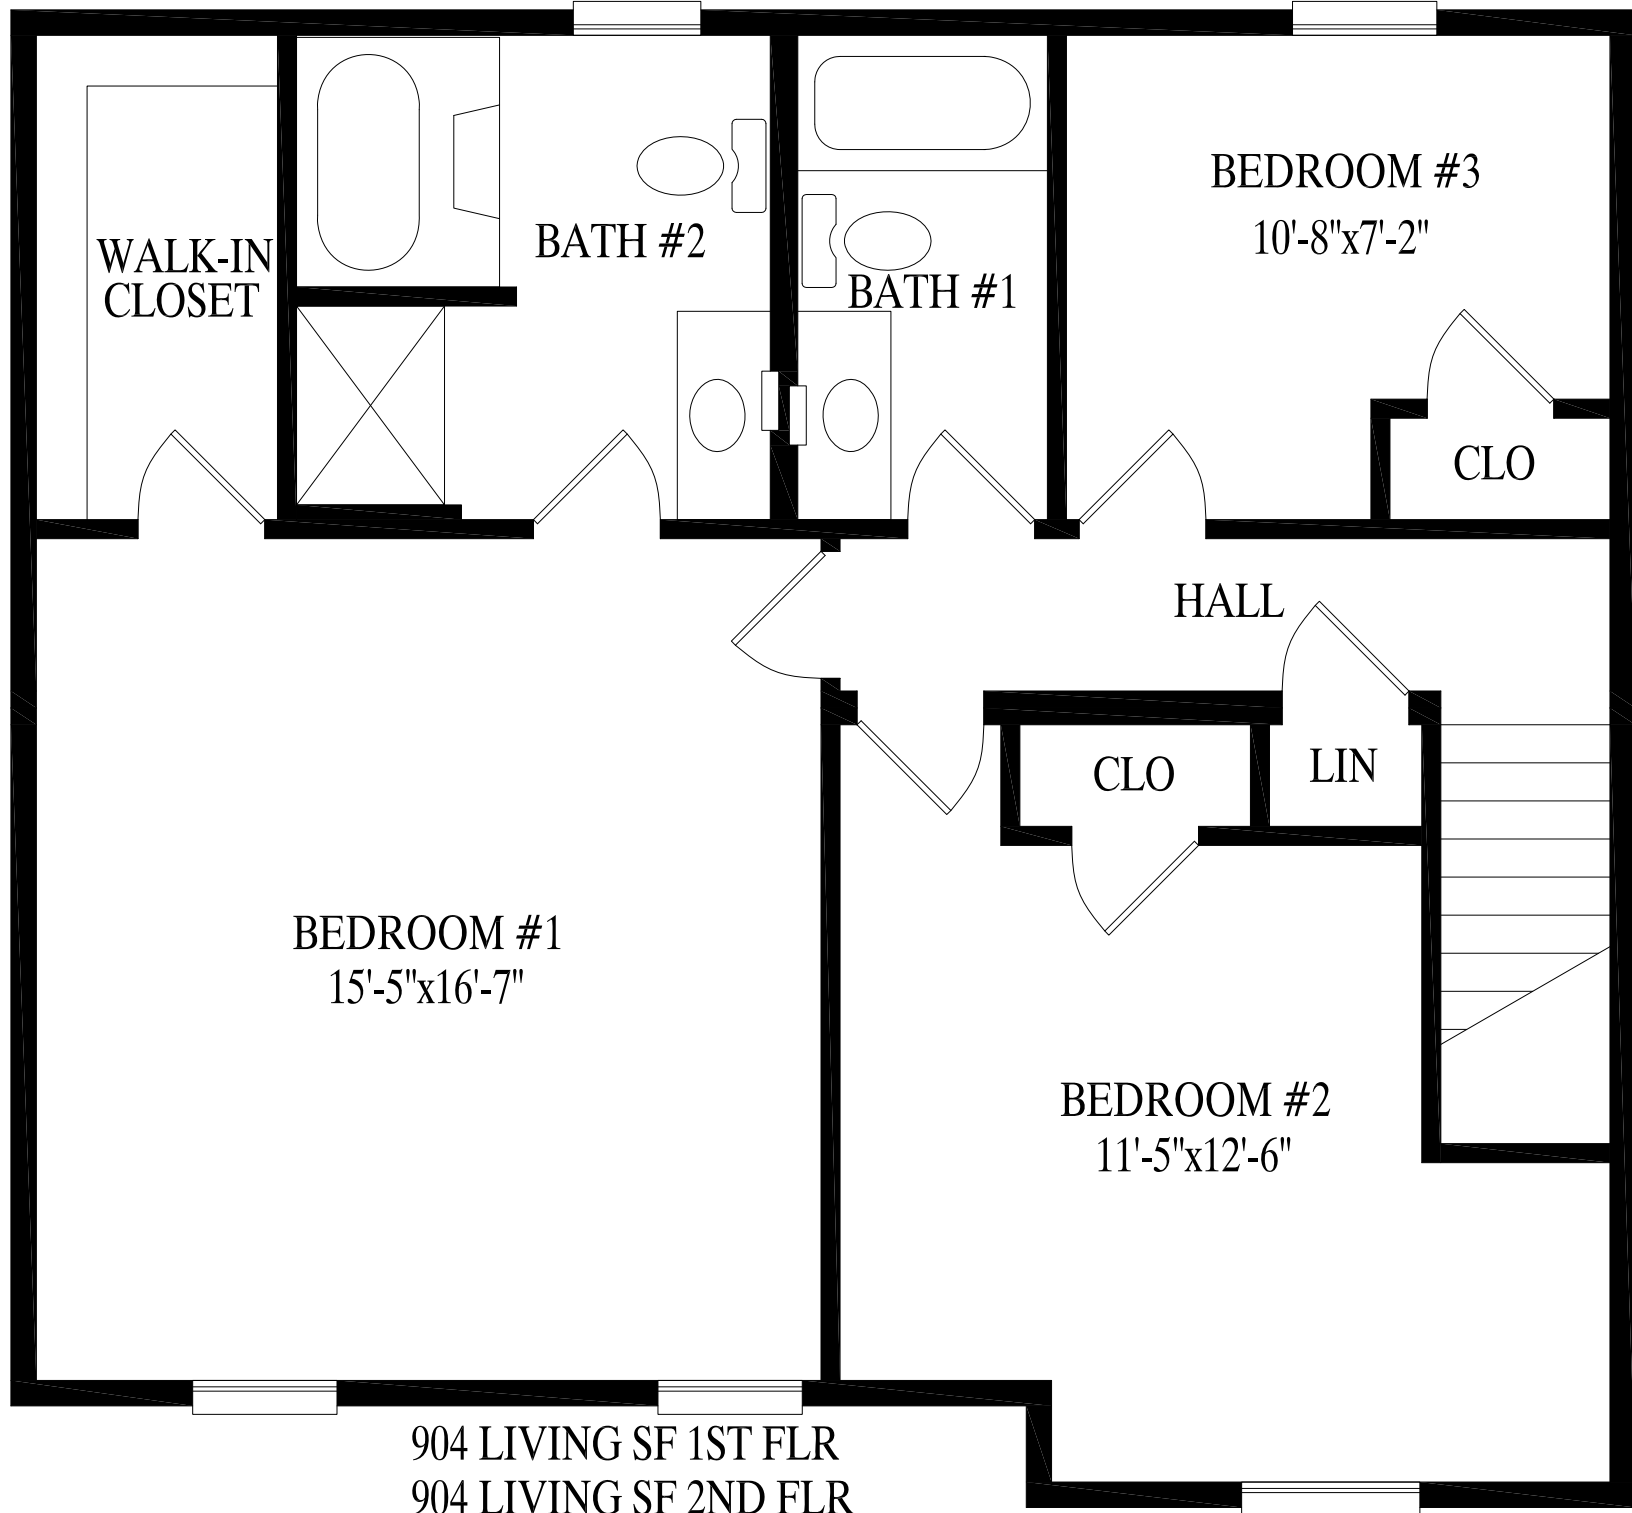 WALK-IN
CLOSET
BATH #2
BATH #1
BEDROOM #3
10'-8"x7'-2"
CLO
HALL
CLO
LIN
BEDROOM #1
15'-5"x16'-7"
BEDROOM #2
11'-5"x12'-6"
904 LIVING SF 1ST FLR
904 LIVING SF 2ND FLR